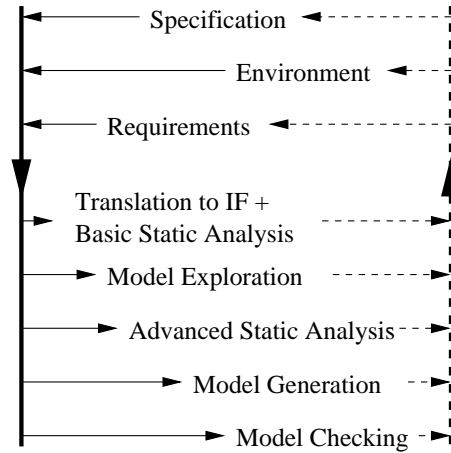 Specification
Environment
Requirements
Translation to IF +
Basic Static Analysis
Model Exploration
Advanced Static Analysis
Model Generation
Model Checking